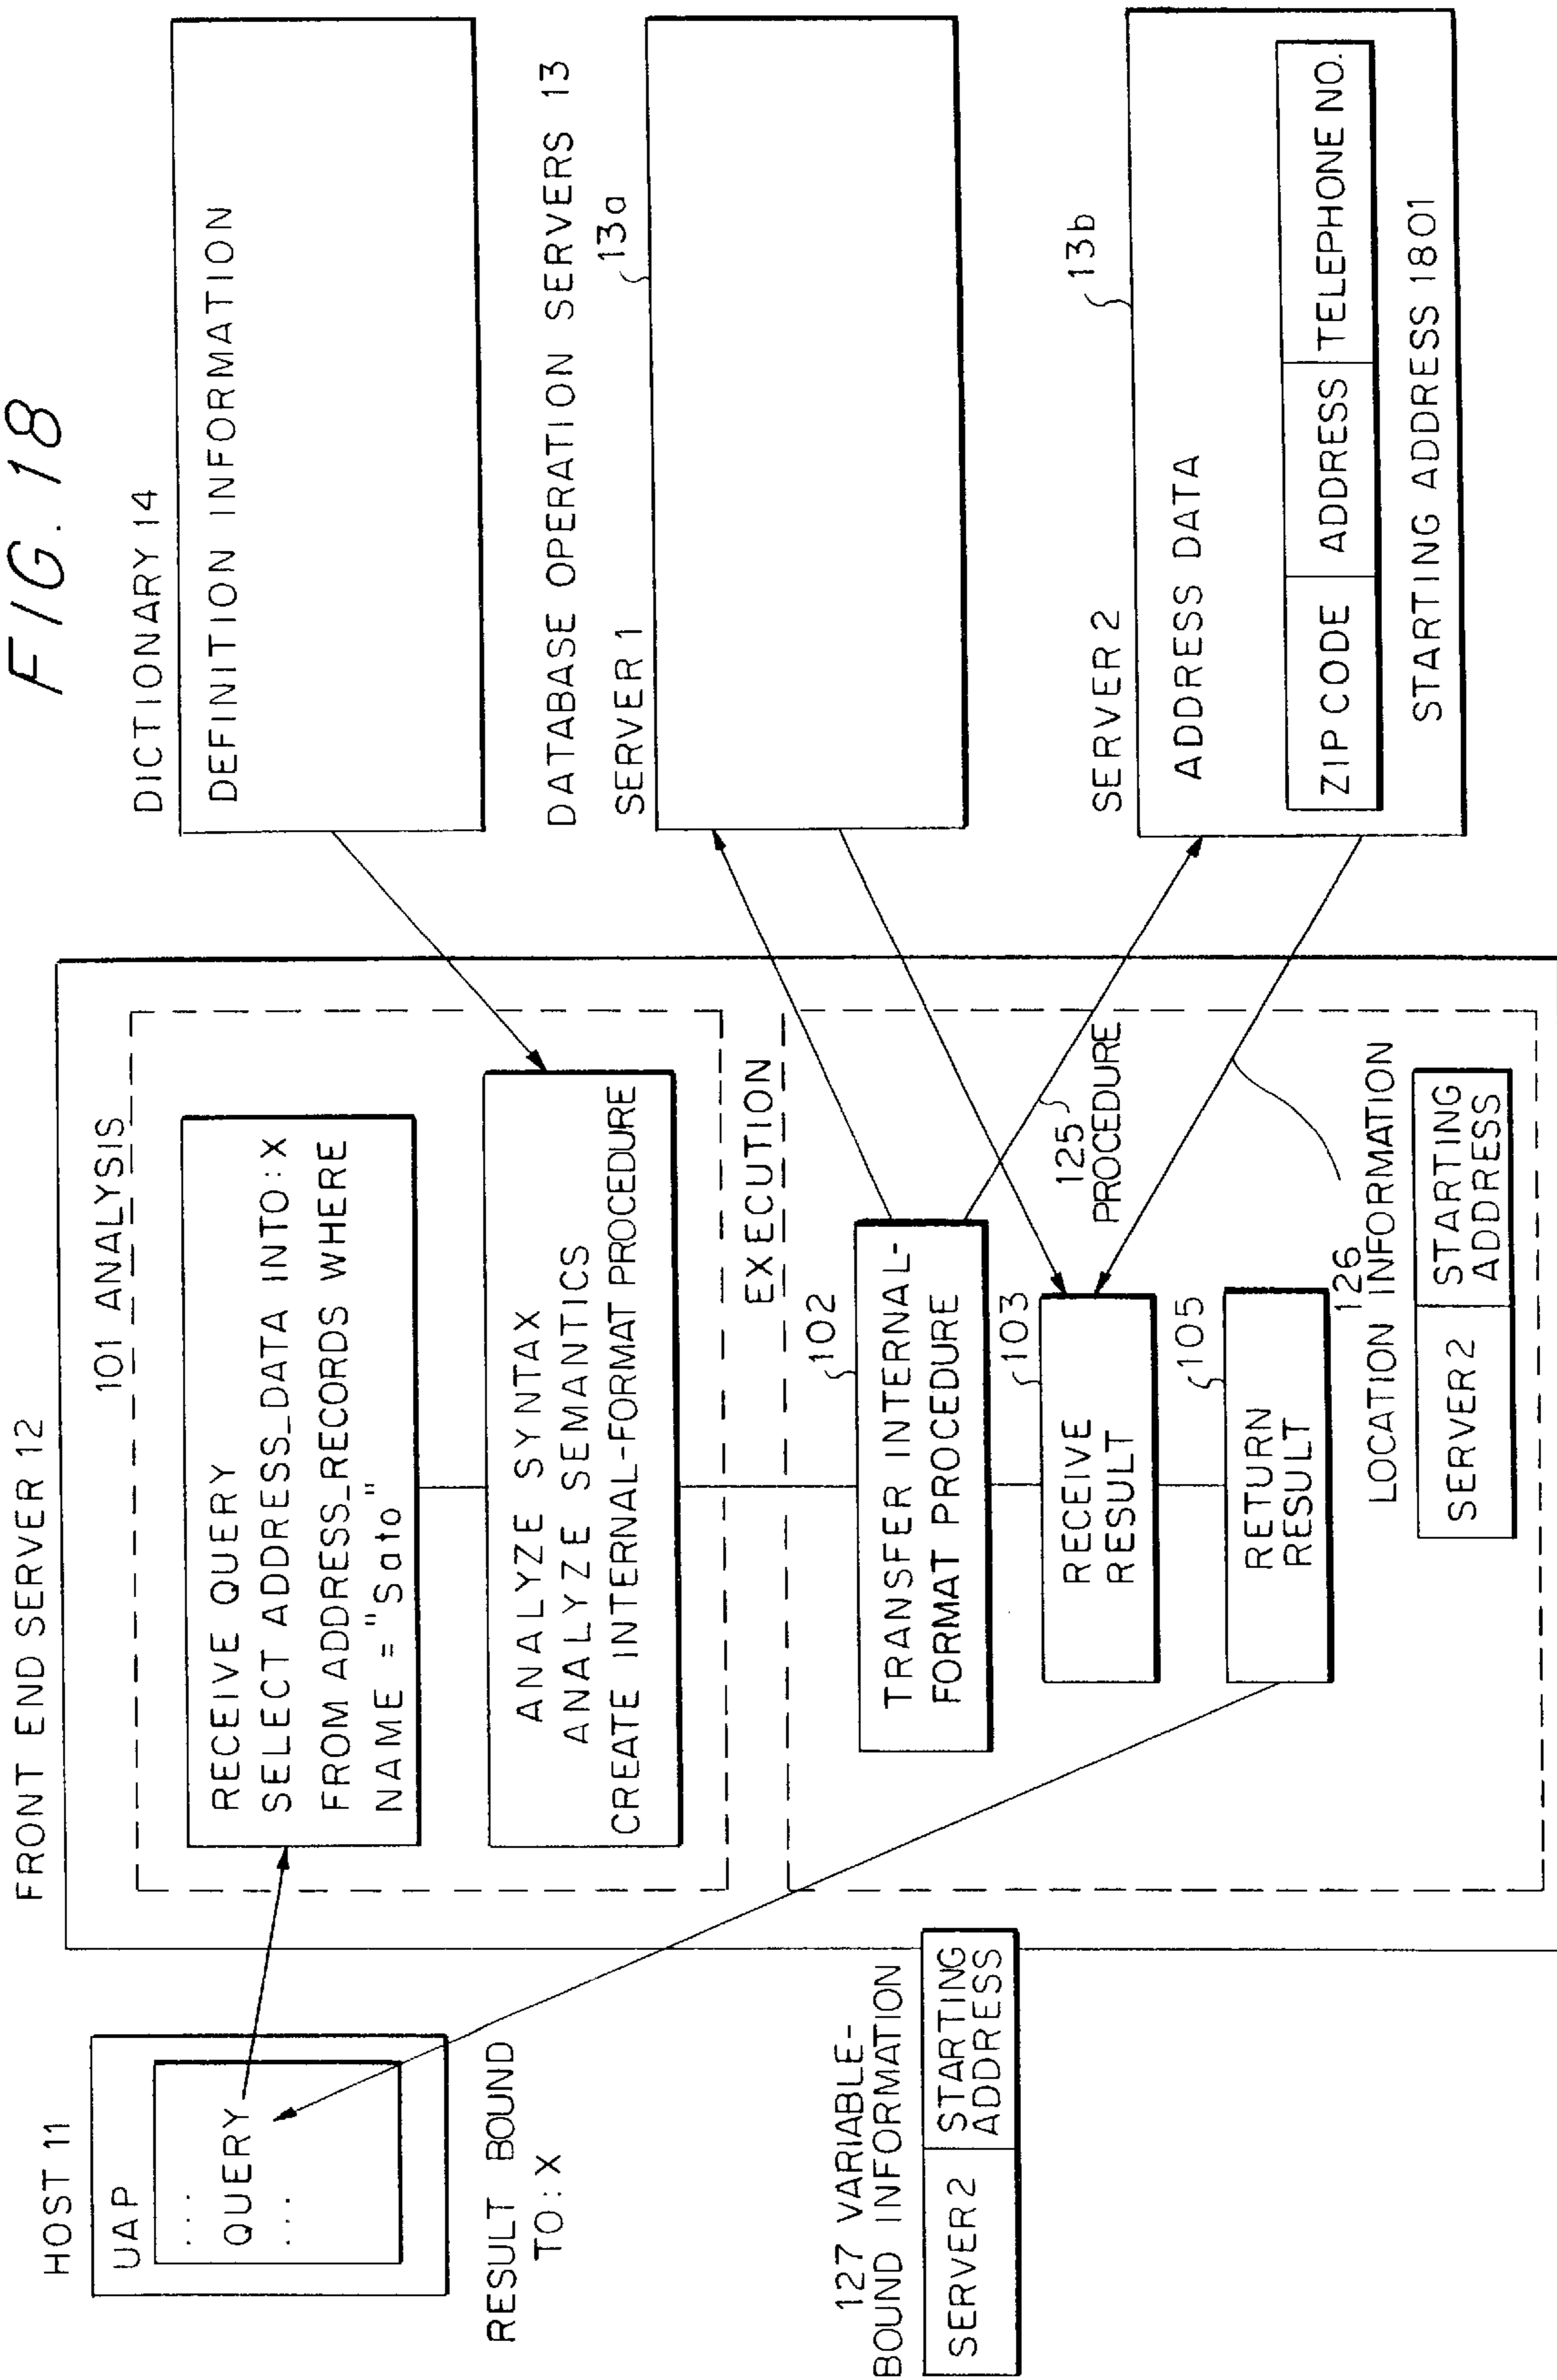 FIG. 18
HOST 11
UAP
...
QUERY
...
RESULT BOUND
TO : X
127 VARIABLE-
BOUND INFORMATION
SERVER2
STARTING
ADDRESS
FRONT END SERVER 12
101 ANALYSIS
RECEIVE QUERY
SELECT ADDRESS_DATA INTO:X
FROM ADDRESS_RECORDS WHERE
NAME = "Sato"
ANALYZE SYNTAX
ANALYZE SEMANTICS
CREATE INTERNAL-FORMAT PROCEDURE
EXECUTION
102
TRANSFER INTERNAL-
FORMAT PROCEDURE
103
RECEIVE
RESULT
105
RETURN
RESULT
125
PROCEDURE
126
LOCATION INFORMATION
SERVER2
STARTING
ADDRESS
DICTIONARY 14
DEFINITION INFORMATION
DATABASE OPERATION SERVERS 13
SERVER 1
13a
SERVER 2
13b
ADDRESS DATA
ZIP CODE
ADDRESS
TELEPHONE NO.
STARTING ADDRESS 1801